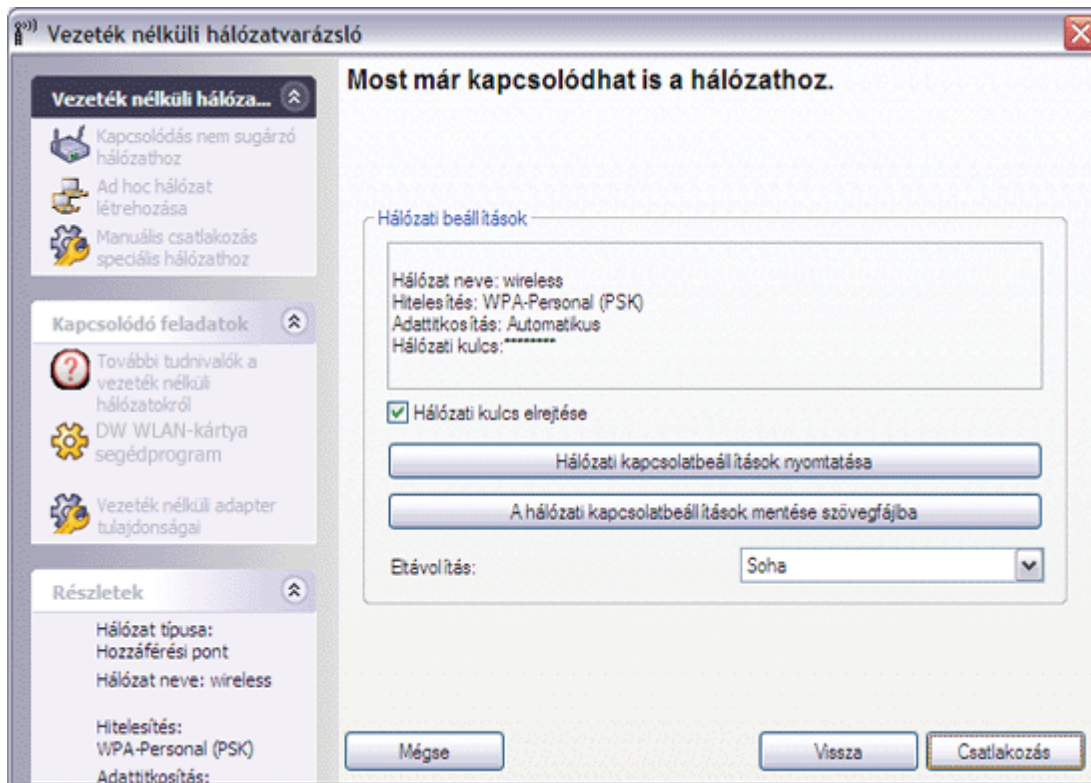 Vezeték nélküli hálózatvarázsló
Vezeték nélküli hálóza...
Kapcsolódás nem sugárzó
hálózathoz
Ad hoc hálózat
létrehozása
Manuális csatlakozás
speciális hálózathoz
Kapcsolódó feladatok
További tudnivalók a
vezeték nélküli
hálózatokról
DW WLAN-kártya
segédprogram
Vezeték nélküli adapter
tulajdonságai
Részletek
Hálózat típusa:
Hozzáférési pont
Hálózat neve: wireless
Hitelesítés:
WPA-Personal (PSK)
Adattitkosítás:
Most már kapcsolódhat is a hálózathoz.
Hálózati beállítások
Hálózat neve: wireless
Hitelesítés: WPA-Personal (PSK)
Adattitkosítás: Automatikus
Hálózati kulcs:********
Hálózati kulcs elrejtése
Hálózati kapcsolatbeállítások nyomtatása
A hálózati kapcsolatbeállítások mentése szövegfájlba
Eltávolítás:
Soha
Mégse
Vissza
Csatlakozás